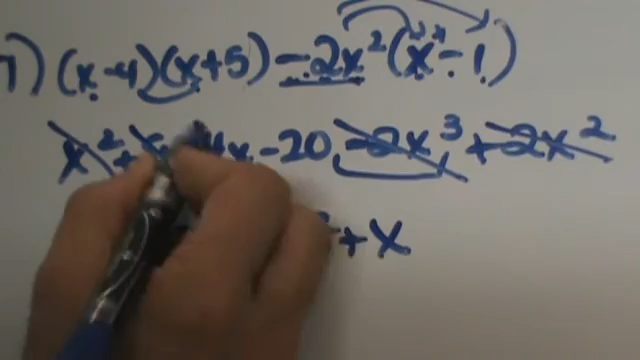 7) (x-4)(x+5) -2x²(x-1)
x² + 4x -20 -2x³ + 2x²
+ x